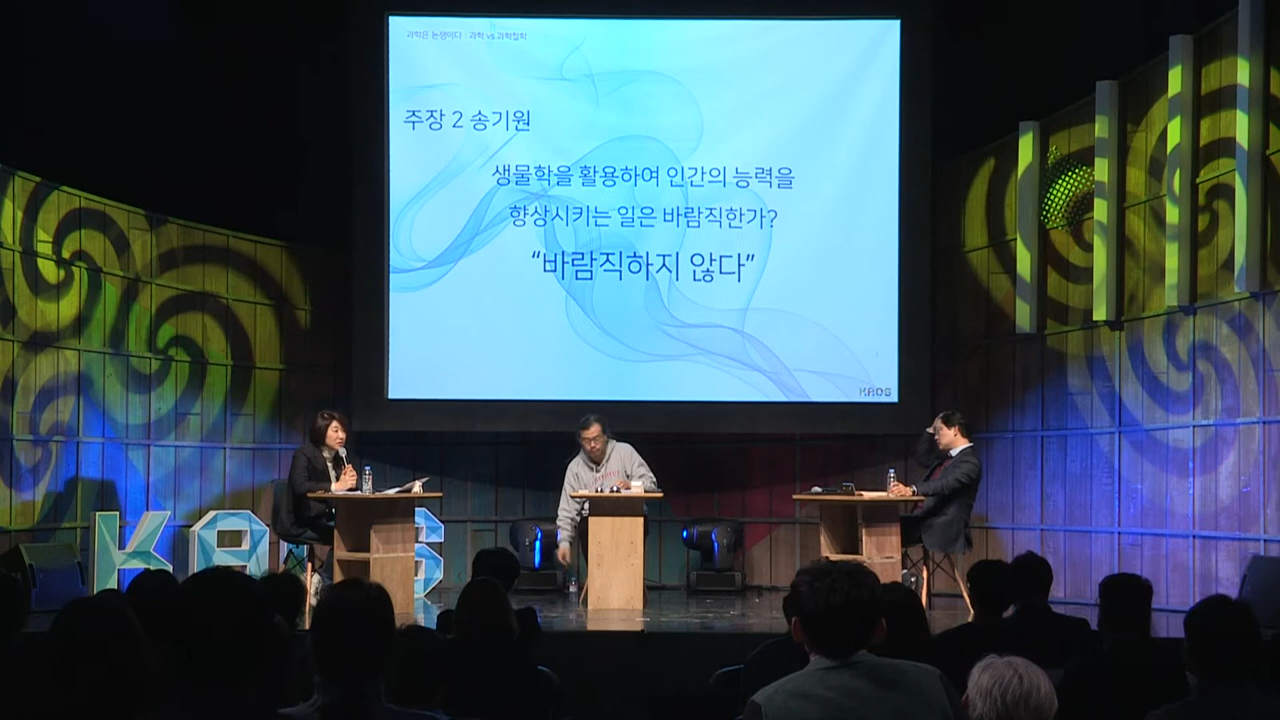 과학은 논쟁이다 : 과학 vs 과학철학
주장 2 송기원
생물학을 활용하여 인간의 능력을
향상시키는 일은 바람직한가?
“바람직하지 않다”
KAOS
KAOS